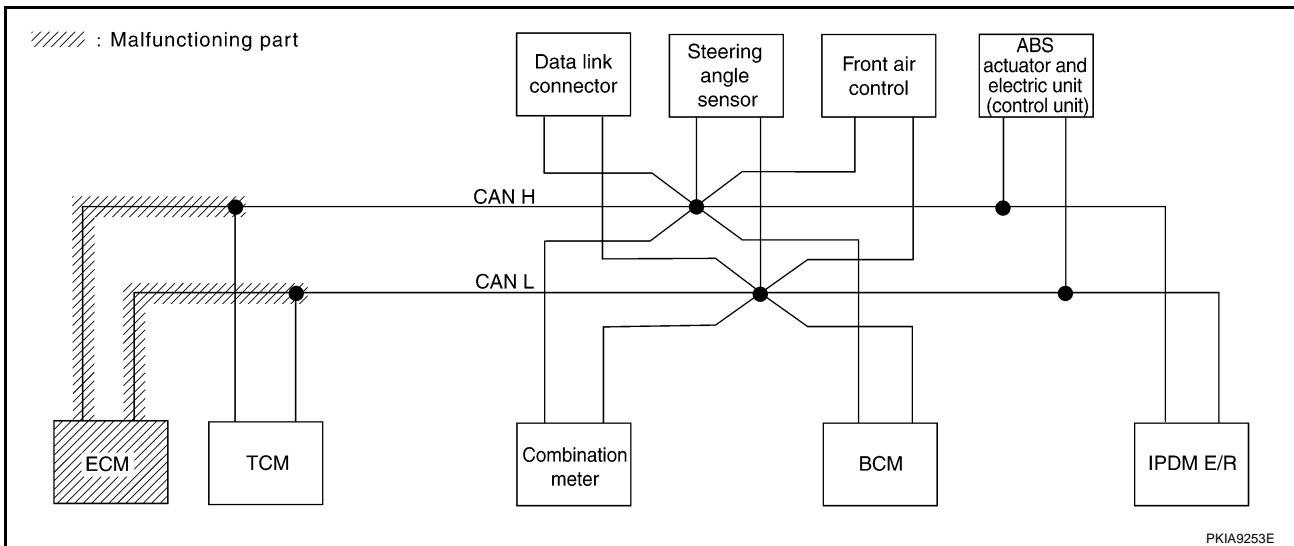 : Malfunctioning part
Data link
connector
Steering
angle
sensor
Front air
control
ABS
actuator and
electric unit
(control unit)
CAN H
CAN L
ECM
TCM
Combination
meter
BCM
IPDM E/R
PKIA9253E